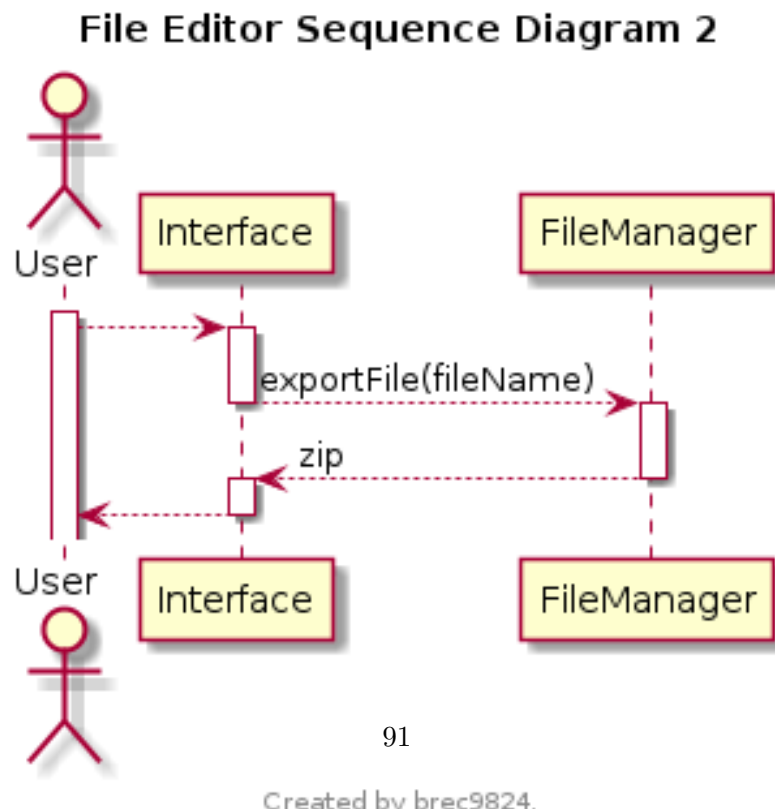 File Editor Sequence Diagram 2
User
Interface
FileManager
exportFile(fileName)
zip
User
Interface
FileManager
91
Created by brec9824.